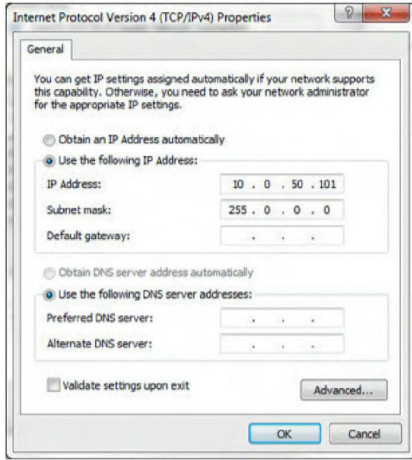 Internet Protocol Version 4 (TCP/IPv4) Properties
General
You can get IP settings assigned automatically if your network supports
this capability. Otherwise, you need to ask your network administrator
for the appropriate IP settings.
Obtain an IP Address automatically
Use the following IP Address:
IP Address: 10 . 0 . 50 . 101
Subnet mask: 255 . 0 . 0 . 0
Default gateway: . . .
Obtain DNS server address automatically
Use the following DNS server addresses:
Preferred DNS server: . . .
Alternate DNS server: . . .
Validate settings upon exit
Advanced...
OK Cancel